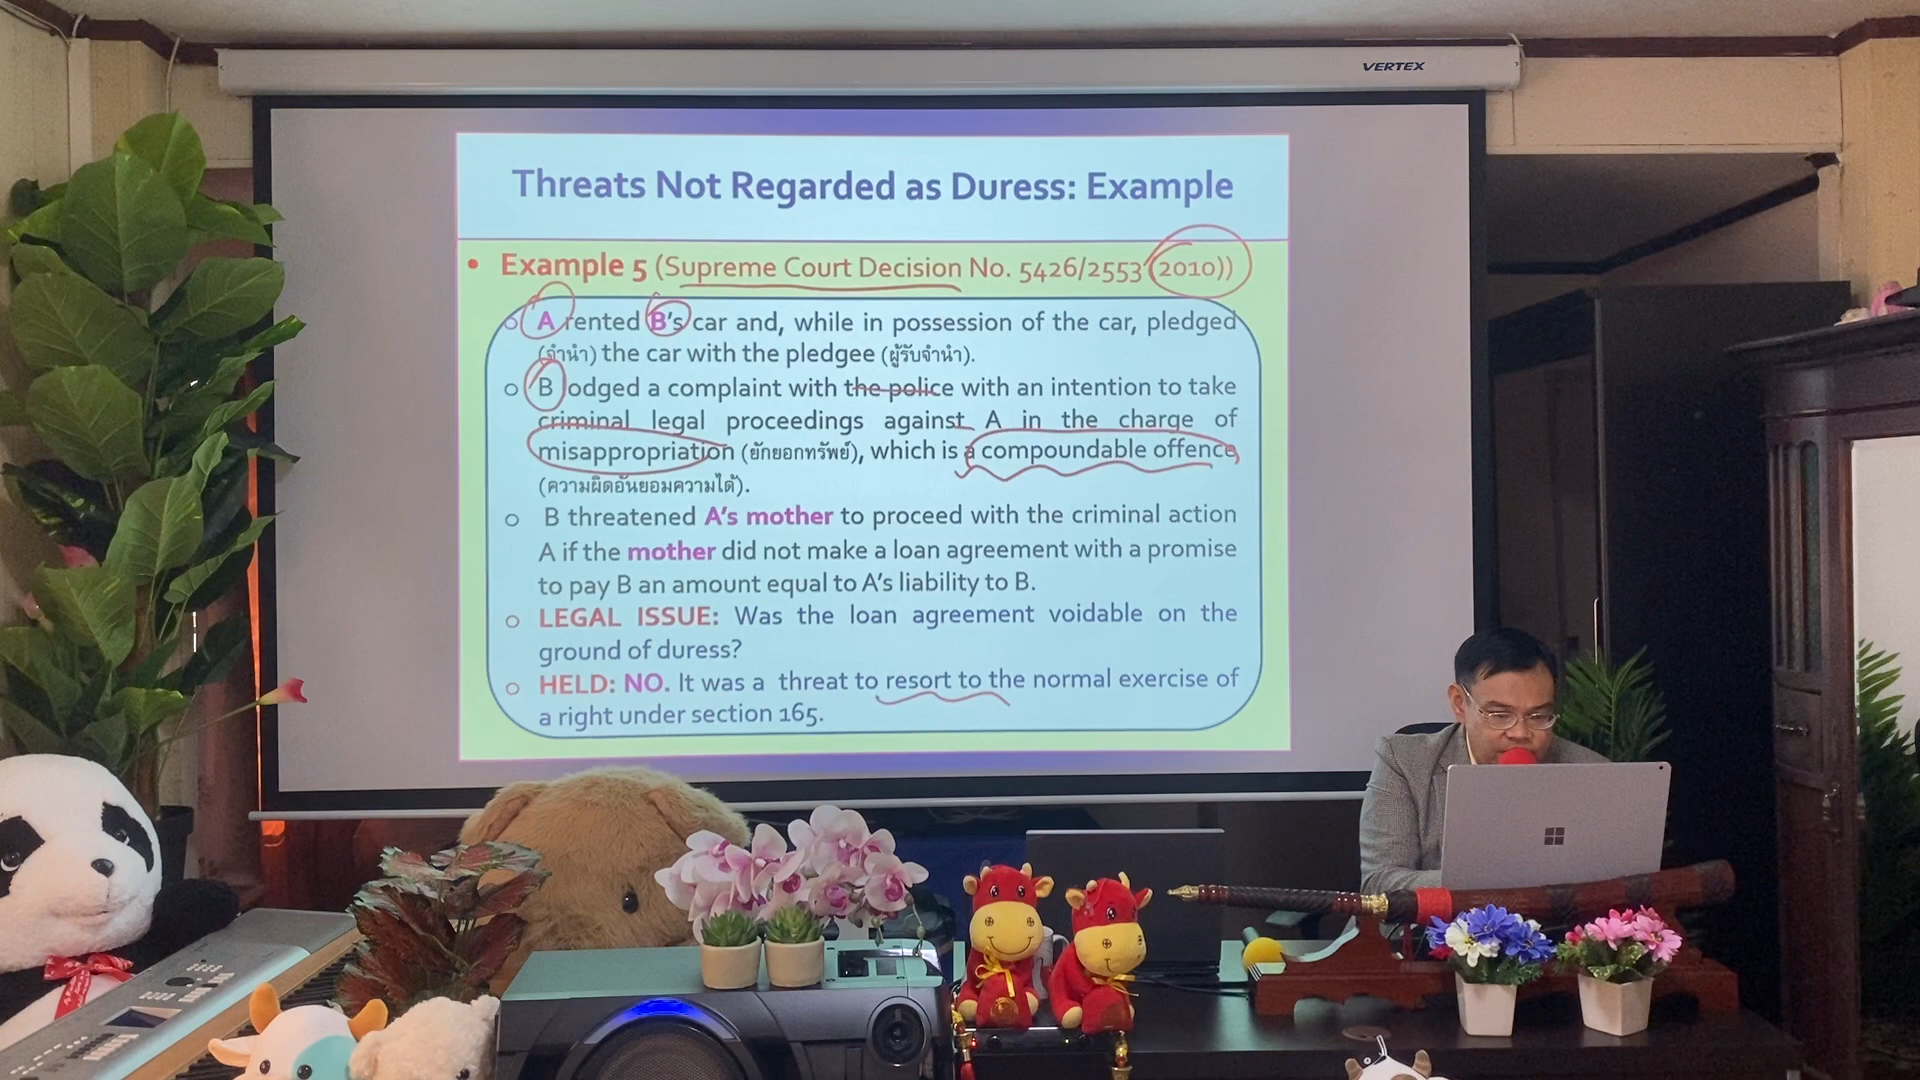 VERTEX
Threats Not Regarded as Duress: Example
• Example 5 (Supreme Court Decision No. 5426/2553 (2010))
o A rented B's car and, while in possession of the car, pledged
(จำนำ) the car with the pledgee (ผู้รับจำนำ).
o B lodged a complaint with the police with an intention to take
criminal legal proceedings against A in the charge of
misappropriation (ยักยอกทรัพย์), which is a compoundable offence
(ความผิดอันยอมความได้).
o B threatened A's mother to proceed with the criminal action
A if the mother did not make a loan agreement with a promise
to pay B an amount equal to A's liability to B.
o LEGAL ISSUE: Was the loan agreement voidable on the
ground of duress?
o HELD: NO. It was a threat to resort to the normal exercise of
a right under section 165.